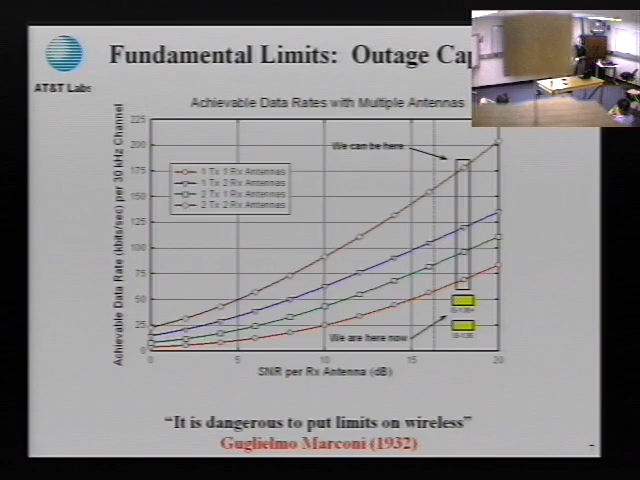 Fundamental Limits: Outage Cap
AT&T Labs
Achievable Data Rates with Multiple Antennas
Achievable Data Rate (kbits/sec) per 30 kHz Channel
225
200
175
150
125
100
75
50
25
0
We can be here
1 Tx 1 Rx Antennas
1 Tx 2 Rx Antennas
2 Tx 1 Rx Antennas
2 Tx 2 Rx Antennas
IS-136+
We are here now
IS-136
0 5 10 15 20
SNR per Rx Antenna (dB)
“It is dangerous to put limits on wireless”
Guglielmo Marconi (1932)